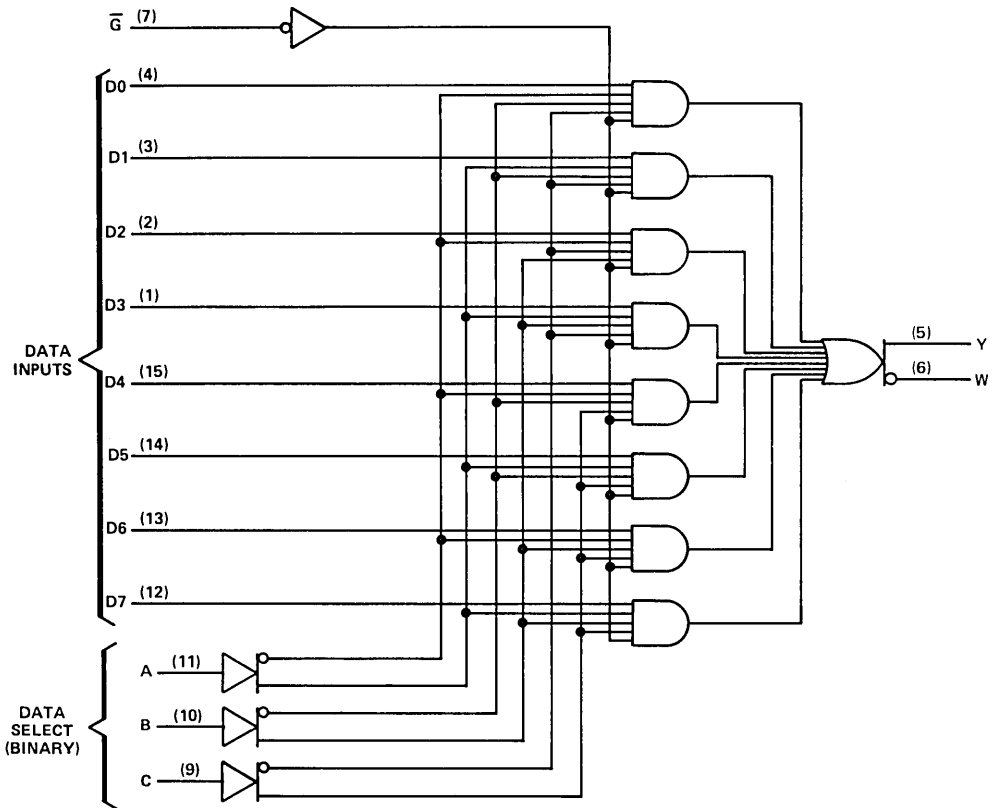 G̅ (7)
D0 (4)
D1 (3)
D2 (2)
D3 (1)
DATA
INPUTS
(5) Y
(6) W
D4 (15)
D5 (14)
D6 (13)
D7 (12)
A (11)
DATA
SELECT
(BINARY)
B (10)
C (9)